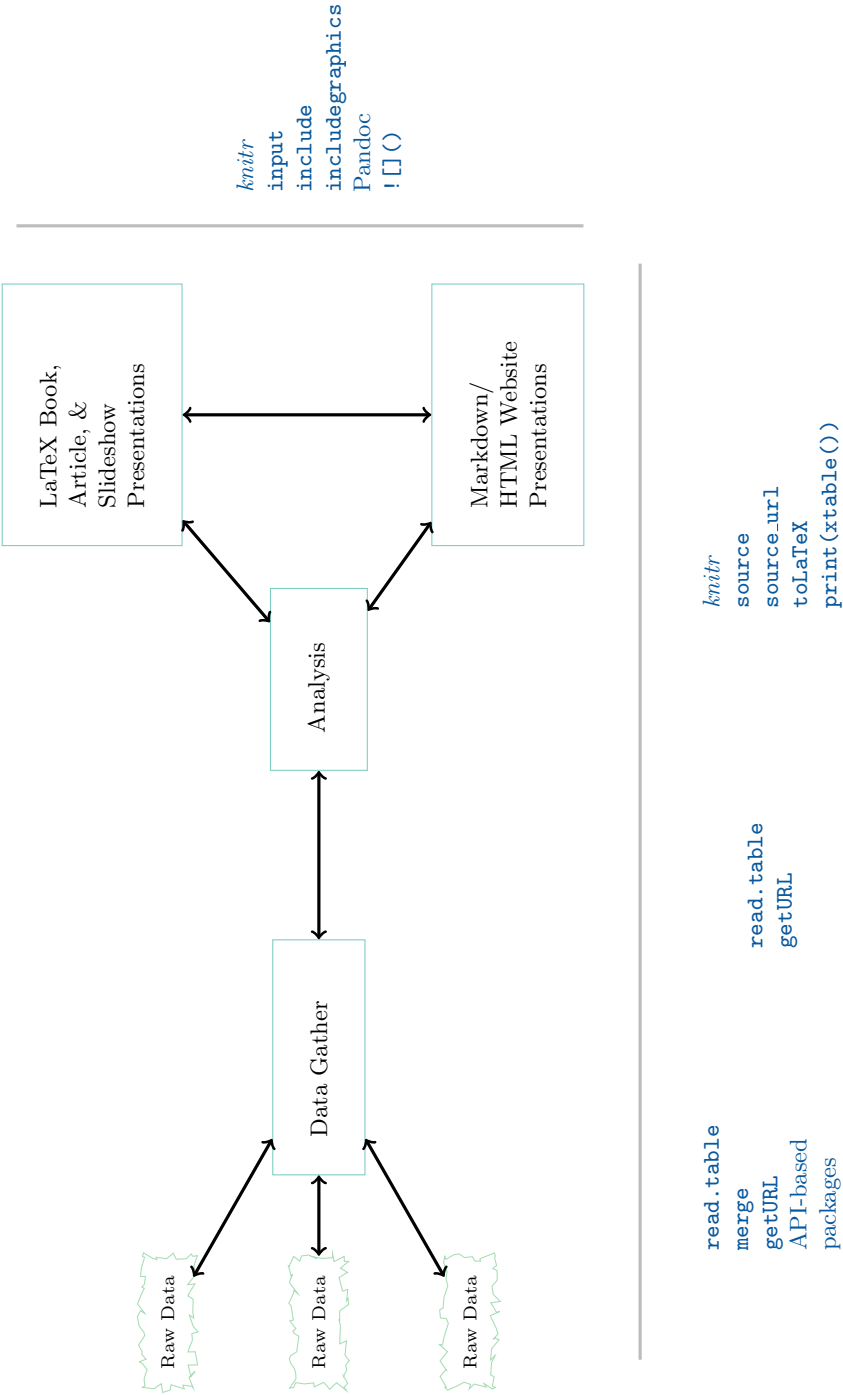 Raw Data
Raw Data
Raw Data
Data Gather
Analysis
LaTeX Book,
Article, &
Slideshow
Presentations
Markdown/
HTML Website
Presentations
knitr
input
include
includegraphics
Pandoc
![]()
read.table
merge
getURL
API-based
packages
read.table
getURL
knitr
source
source_url
toLaTeX
print(xtable())